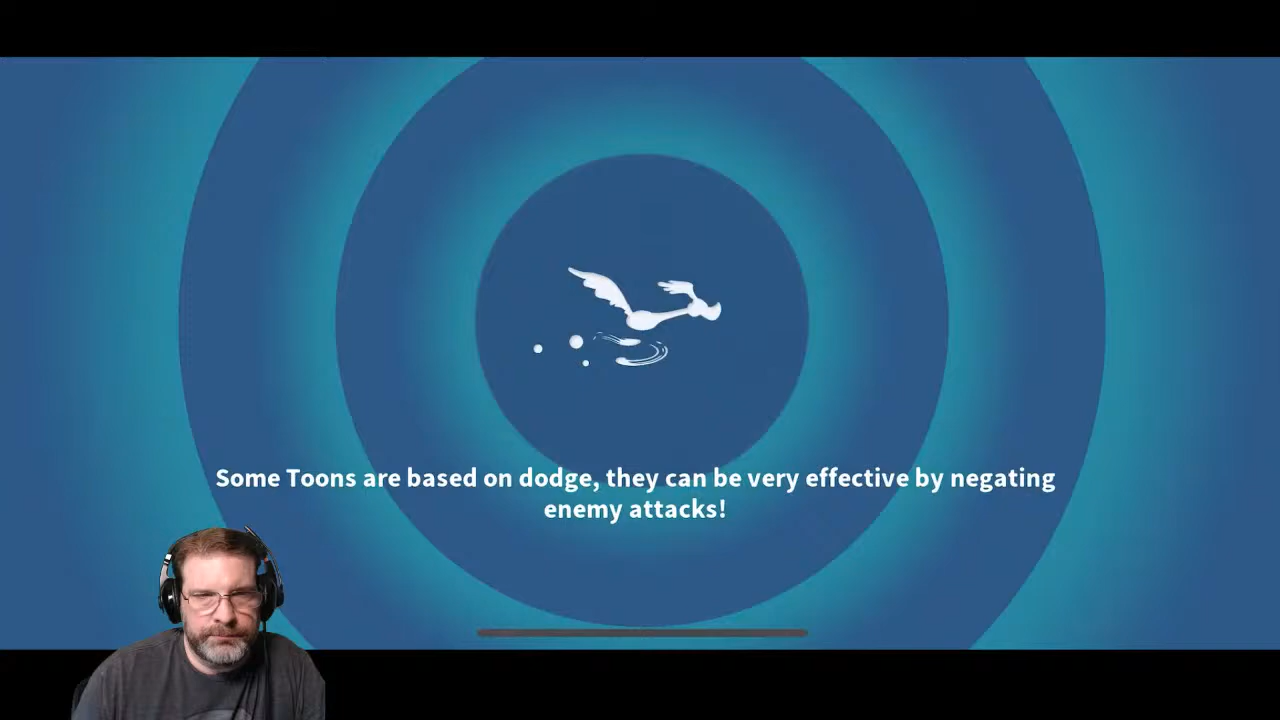 Some Toons are based on dodge, they can be very effective by negating
enemy attacks!